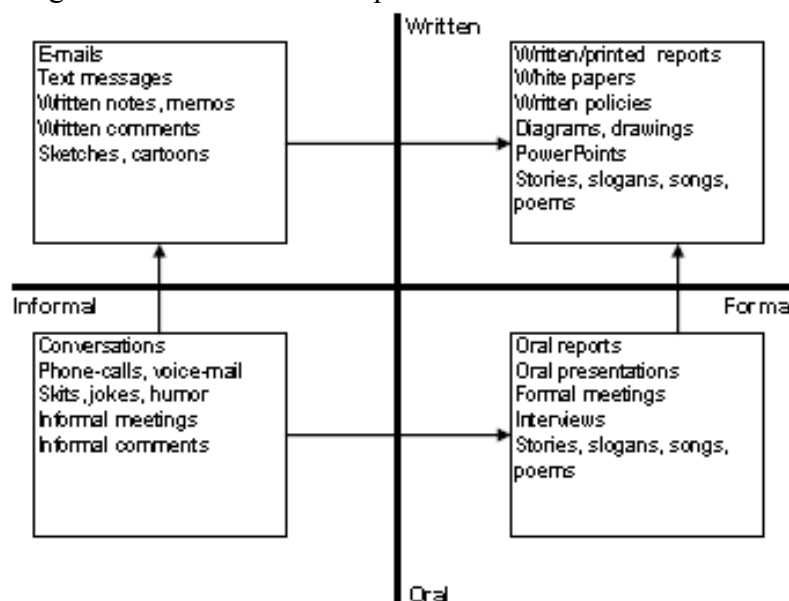 Written
E-mails
Text messages
Written notes, memos
Written comments
Sketches, cartoons
Written/printed reports
White papers
Written policies
Diagrams, drawings
PowerPoints
Stories, slogans, songs,
poems
Informal
Forma
Conversations
Phone-calls, voice-mail
Skits, jokes, humor
Informal meetings
Informal comments
Oral reports
Oral presentations
Formal meetings
Interviews
Stories, slogans, songs,
poems
Oral